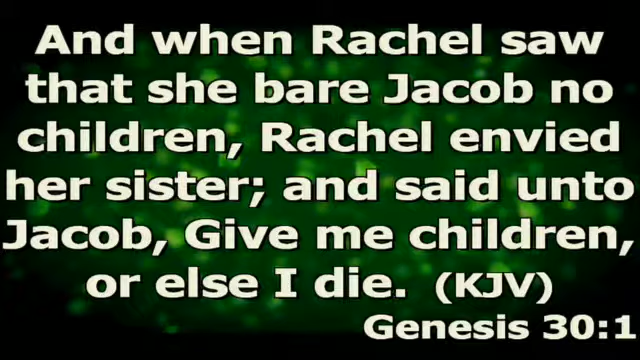 And when Rachel saw
that she bare Jacob no
children, Rachel envied
her sister; and said unto
Jacob, Give me children,
or else I die. (KJV)
Genesis 30:1